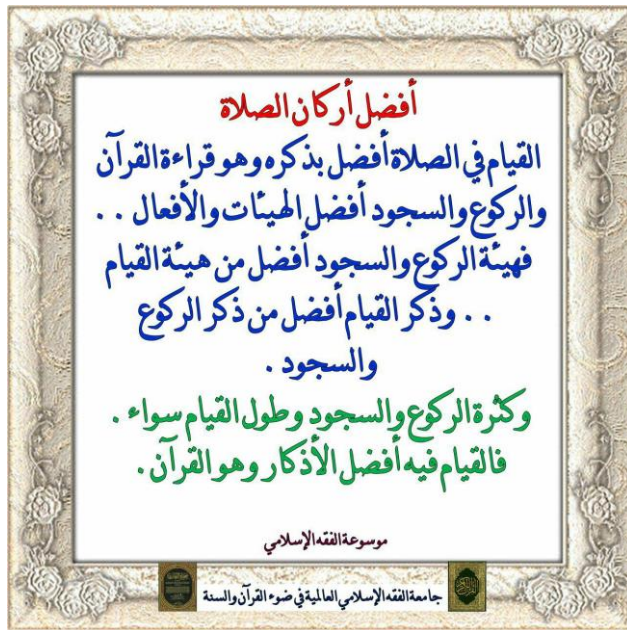 أفضل أركان الصلاة
القيام في الصلاة أفضل بذكره وهو قراءة القرآن
والركوع والسجود أفضل الهيئات والأفعال . .
فهيئة الركوع والسجود أفضل من هيئة القيام
. . وذكر القيام أفضل من ذكر الركوع
والسجود .
وكثرة الركوع والسجود وطول القيام سواء .
فالقيام فيه أفضل الأذكار وهو القرآن .
موسوعة الفقه الإسلامي
جامعة الفقه الإسلامي العالمية في ضوء القرآن والسنة